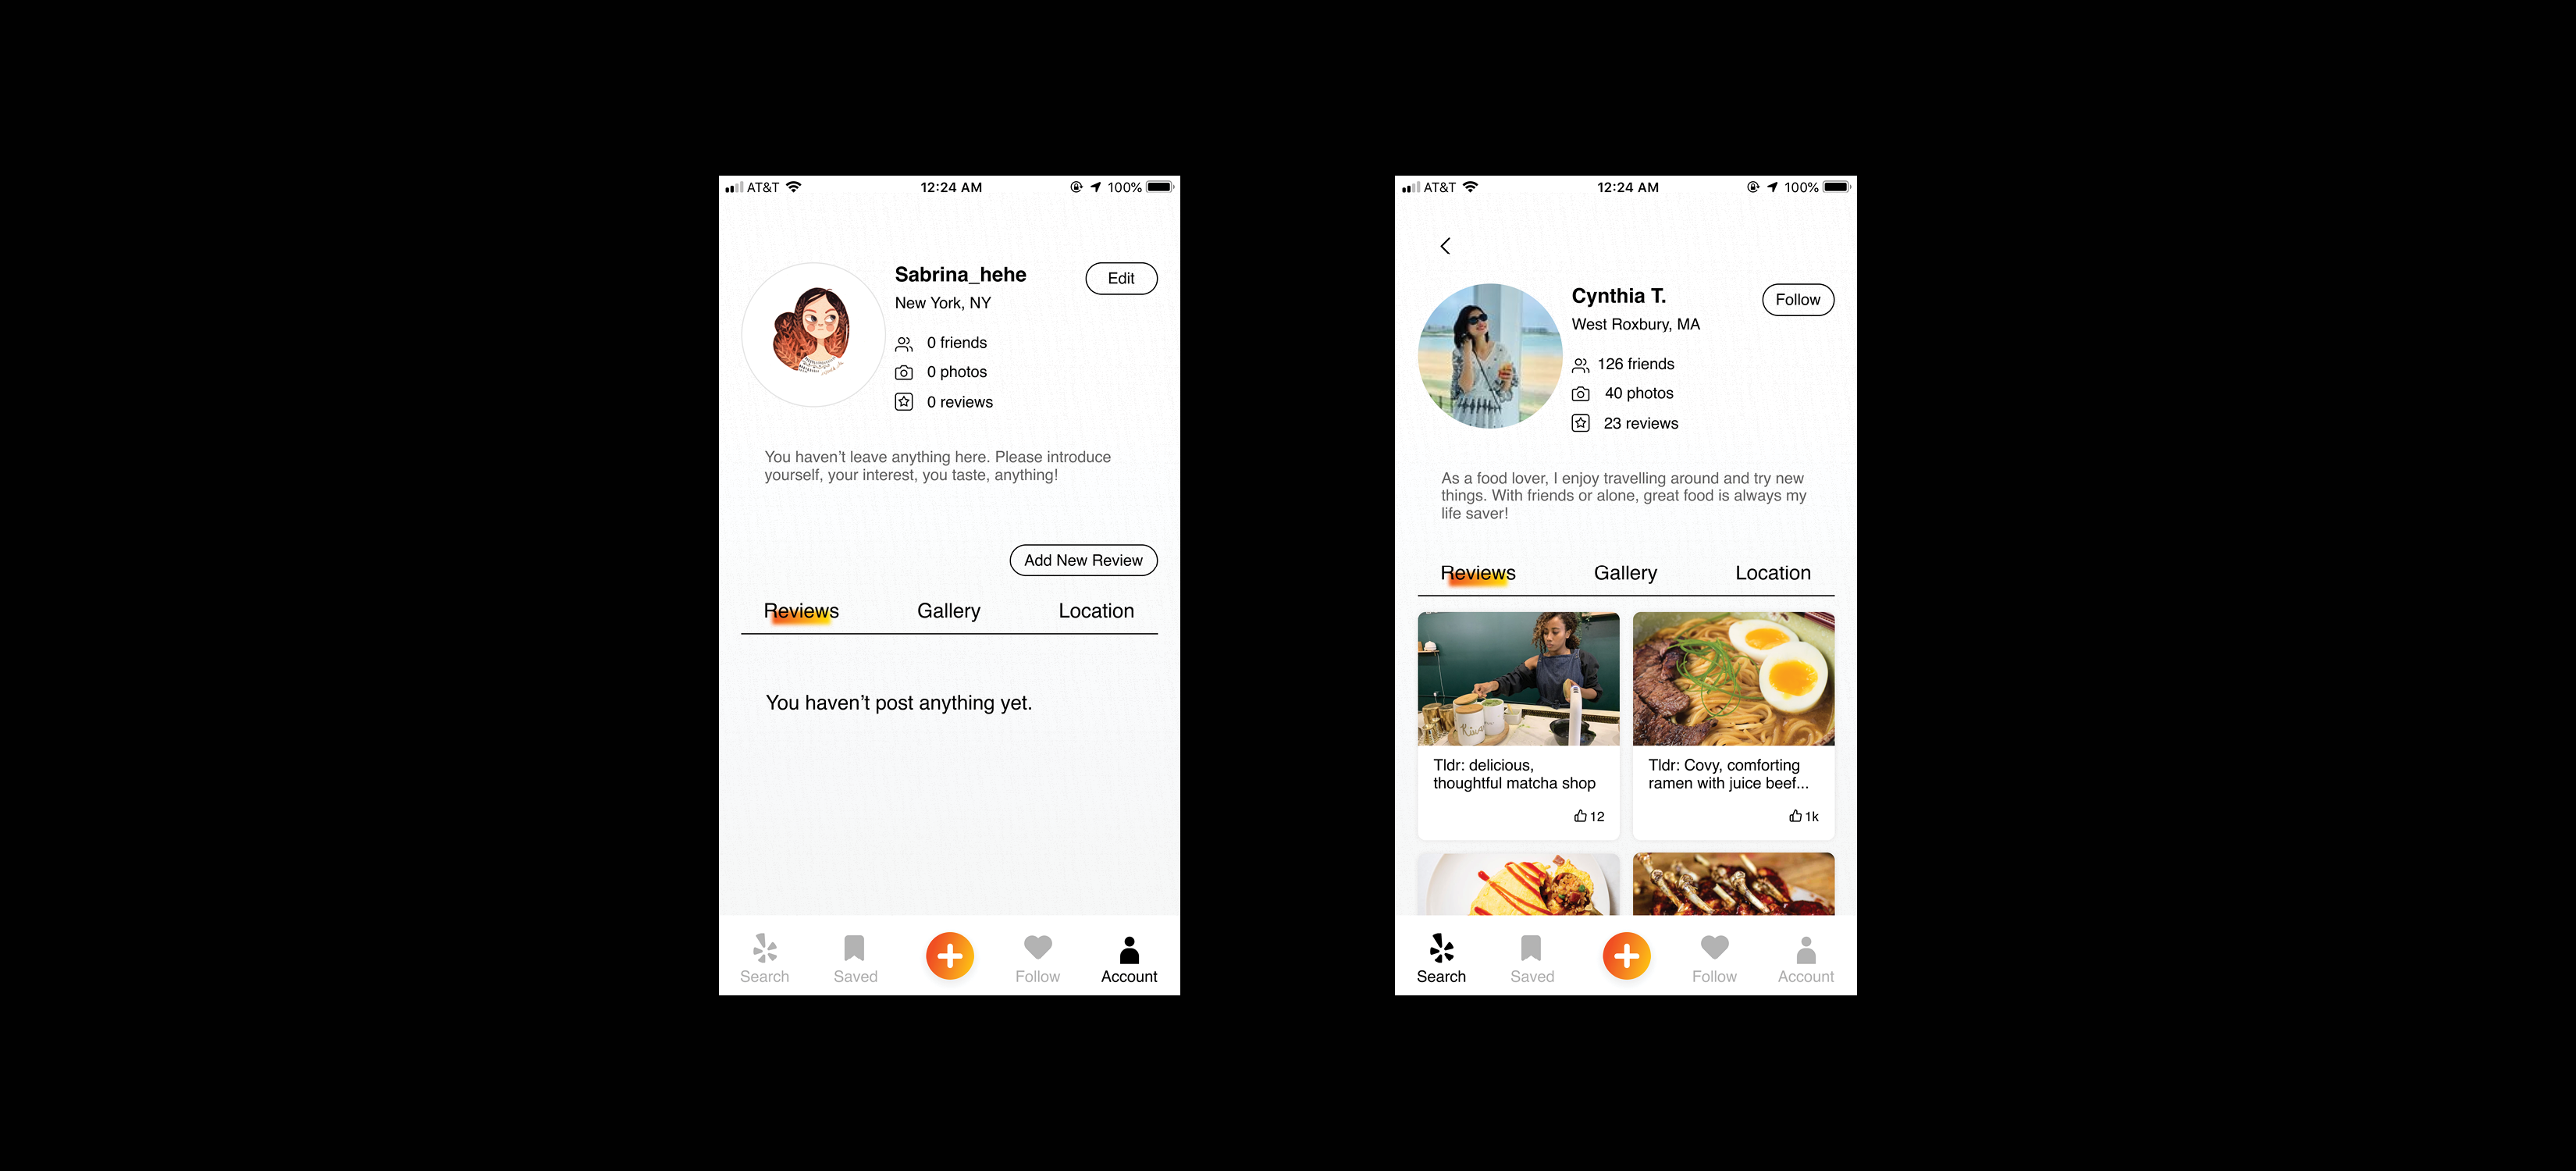 AT&T 12:24 AM 100%
Sabrina_hehe
Edit
New York, NY
0 friends
0 photos
0 reviews
You haven’t leave anything here. Please introduce
yourself, your interest, you taste, anything!
Add New Review
Reviews Gallery Location
You haven’t post anything yet.
Search Saved Follow Account
AT&T 12:24 AM 100%
Cynthia T.
Follow
West Roxbury, MA
126 friends
40 photos
23 reviews
As a food lover, I enjoy travelling around and try new
things. With friends or alone, great food is always my
life saver!
Reviews Gallery Location
Tldr: delicious,
thoughtful matcha shop
12
Tldr: Covy, comforting
ramen with juice beef...
1k
Search Saved Follow Account